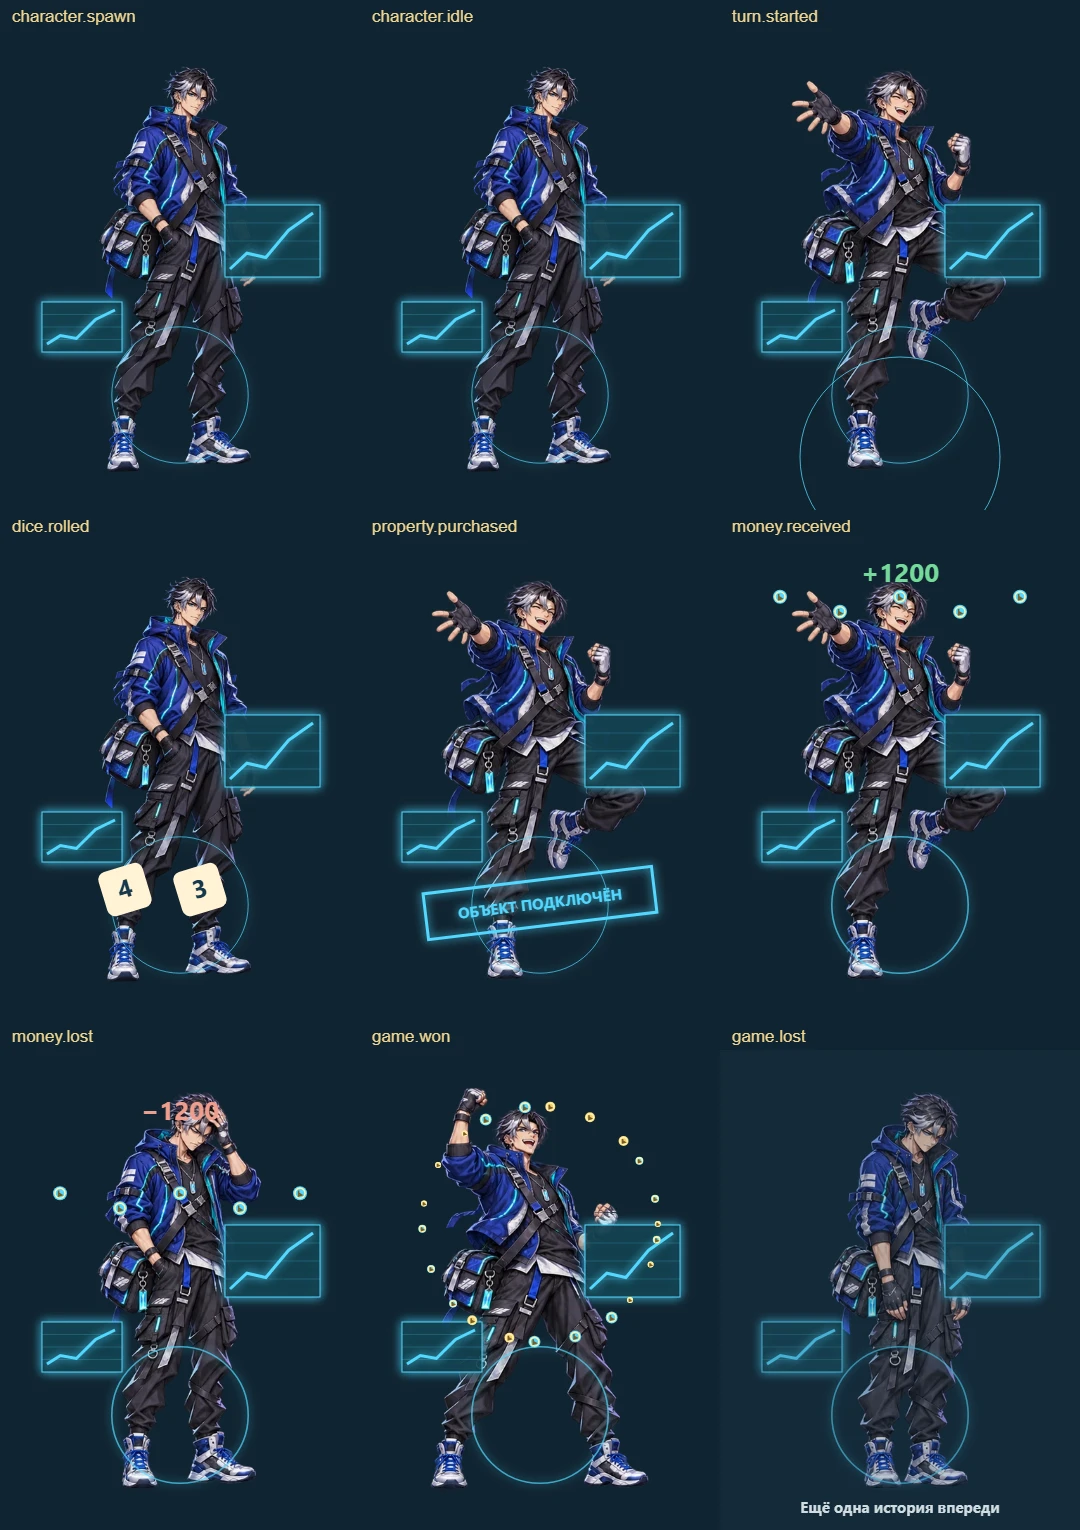 character.spawn
character.idle
turn.started
dice.rolled
property.purchased
money.received
+1200
4
3
ОБЪЕКТ ПОДКЛЮЧЁН
money.lost
game.won
game.lost
−1200
Ещё одна история впереди